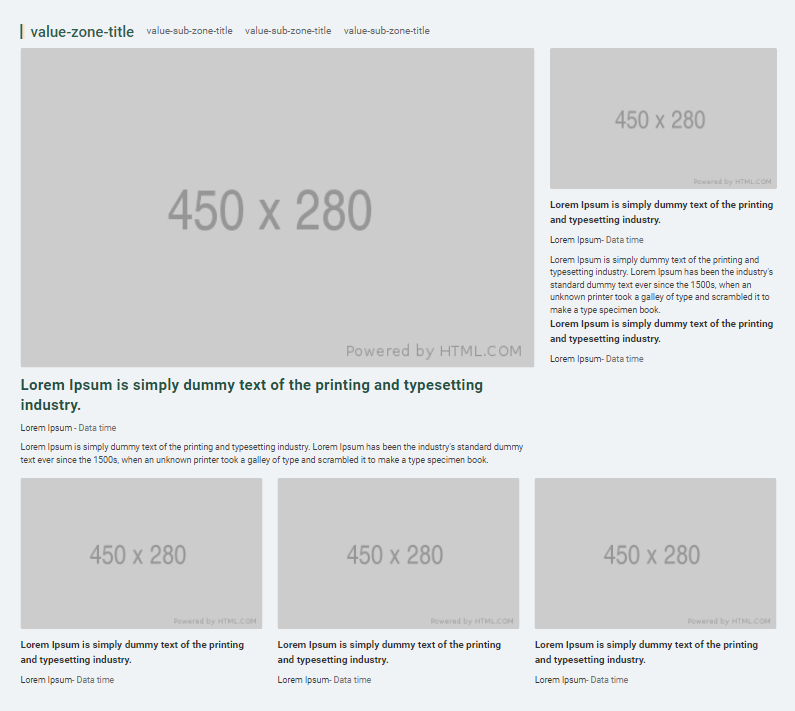 value-zone-title value-sub-zone-title value-sub-zone-title value-sub-zone-title
450 x 280
Powered by HTML.COM
Lorem Ipsum is simply dummy text of the printing and typesetting
industry.
Lorem Ipsum - Data time
Lorem Ipsum is simply dummy text of the printing and typesetting industry. Lorem Ipsum has been the industry's standard dummy
text ever since the 1500s, when an unknown printer took a galley of type and scrambled it to make a type specimen book.
450 x 280
Powered by HTML.COM
Lorem Ipsum is simply dummy text of the printing
and typesetting industry.
Lorem Ipsum- Data time
Lorem Ipsum is simply dummy text of the printing and
typesetting industry. Lorem Ipsum has been the industry's
standard dummy text ever since the 1500s, when an
unknown printer took a galley of type and scrambled it to
make a type specimen book.
Lorem Ipsum is simply dummy text of the printing
and typesetting industry.
Lorem Ipsum- Data time
450 x 280
Powered by HTML.COM
Lorem Ipsum is simply dummy text of the printing
and typesetting industry.
Lorem Ipsum- Data time
450 x 280
Powered by HTML.COM
Lorem Ipsum is simply dummy text of the printing
and typesetting industry.
Lorem Ipsum- Data time
450 x 280
Powered by HTML.COM
Lorem Ipsum is simply dummy text of the printing
and typesetting industry.
Lorem Ipsum- Data time